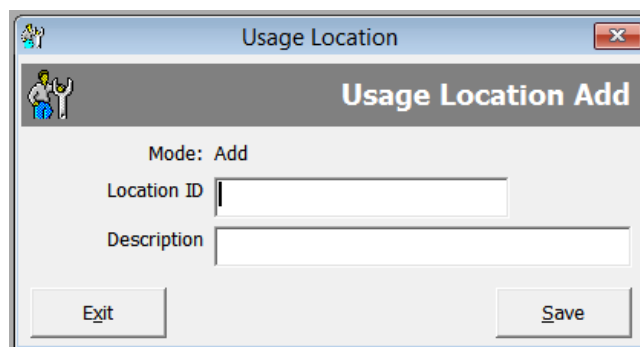 Usage Location
Usage Location Add
Mode: Add
Location ID
Description
Exit Save